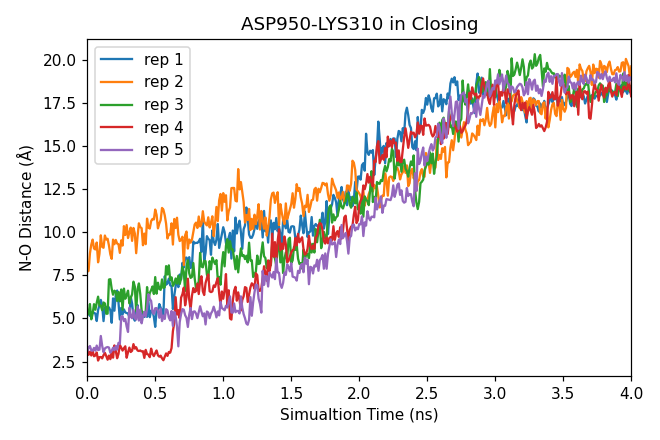 ASP950-LYS310 in Closing
N-O Distance (Å)
20.0
17.5
15.0
12.5
10.0
7.5
5.0
2.5
rep 1
rep 2
rep 3
rep 4
rep 5
0.0 0.5 1.0 1.5 2.0 2.5 3.0 3.5 4.0
Simualtion Time (ns)